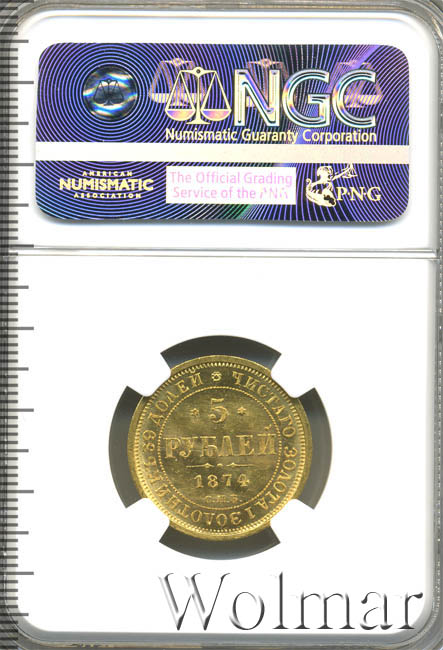 NGC
Numismatic Guaranty Corporation
AMERICAN
NUMISMATIC
ASSOCIATION
The Official Grading
Service of the ANA
PNG
ЧИСТАГО ЗОЛОТА 1 ЗОЛОТНИКЪ 39 ДОЛЕЙ
5
РУБЛЕЙ
1874
С.П.Б.
Wolmar